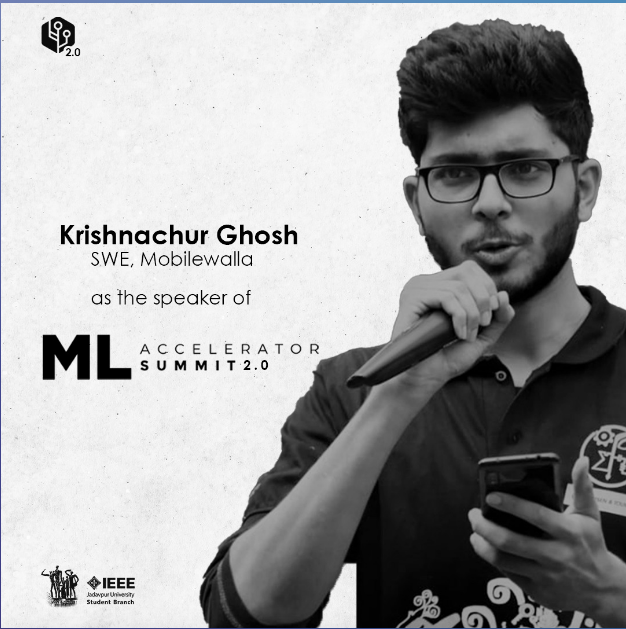 2.0
Krishnachur Ghosh
SWE, Mobilewalla
as the speaker of
ML ACCELERATOR
SUMMIT 2.0
IEEE
Jadavpur University
Student Branch